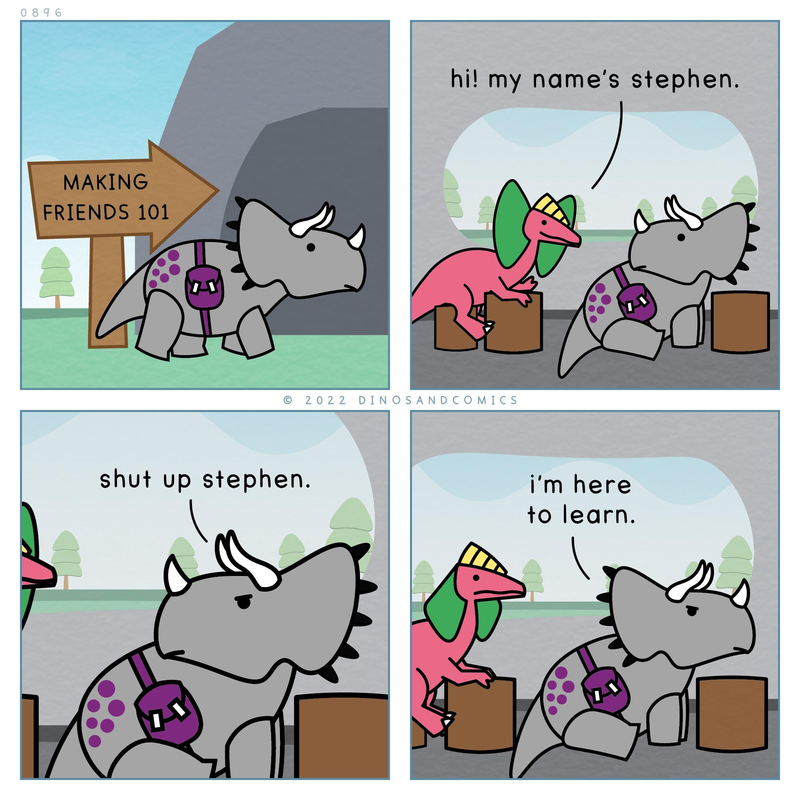 0896
MAKING
FRIENDS 101
hi! my name's stephen.
© 2022 DINOSANDCOMICS
shut up stephen.
i'm here
to learn.